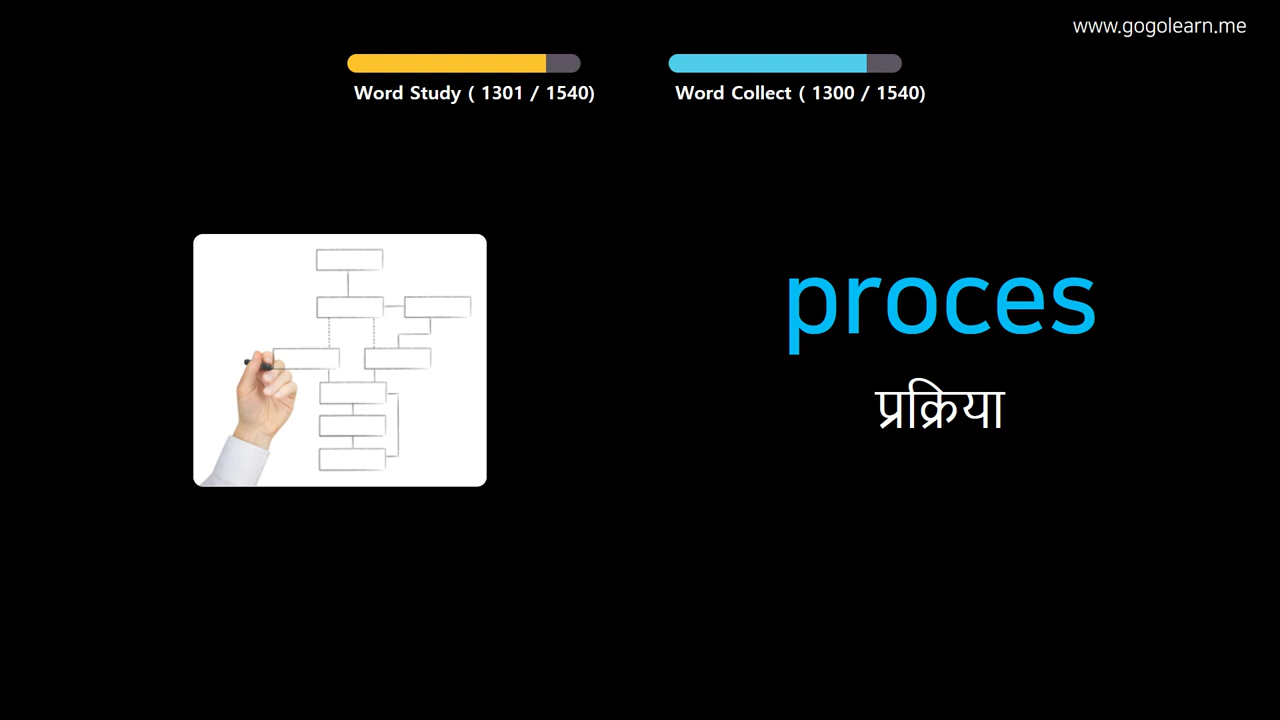 www.gogolearn.me
Word Study ( 1301 / 1540)
Word Collect ( 1300 / 1540)
proces
प्रक्रिया